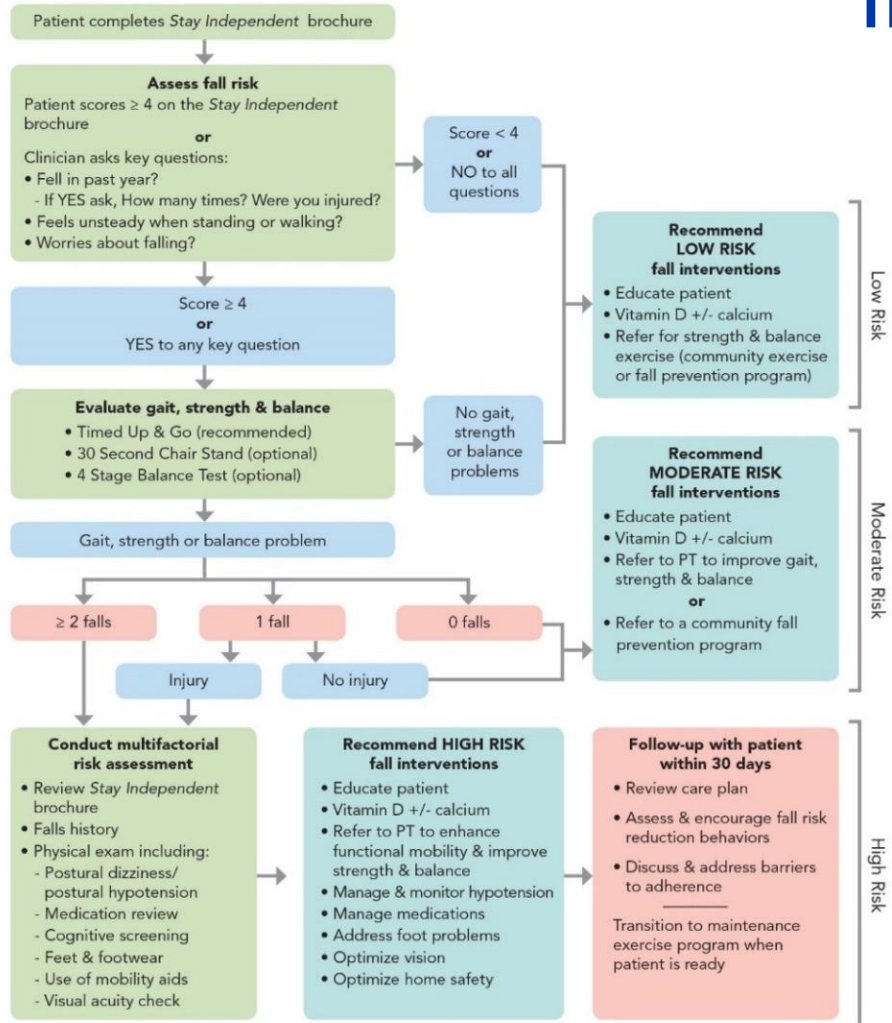 Patient completes Stay Independent brochure
Assess fall risk
Patient scores ≥ 4 on the Stay Independent
brochure
or
Clinician asks key questions:
• Fell in past year?
- If YES ask, How many times? Were you injured?
• Feels unsteady when standing or walking?
• Worries about falling?
Score < 4
or
NO to all
questions
Score ≥ 4
or
YES to any key question
Evaluate gait, strength & balance
• Timed Up & Go (recommended)
• 30 Second Chair Stand (optional)
• 4 Stage Balance Test (optional)
No gait,
strength
or balance
problems
Recommend
LOW RISK
fall interventions
• Educate patient
• Vitamin D +/- calcium
• Refer for strength & balance
exercise (community exercise
or fall prevention program)
Low Risk
Gait, strength or balance problem
≥ 2 falls
1 fall
0 falls
Injury
No injury
Recommend
MODERATE RISK
fall interventions
• Educate patient
• Vitamin D +/- calcium
• Refer to PT to improve gait,
strength & balance
or
• Refer to a community fall
prevention program
Moderate Risk
Conduct multifactorial
risk assessment
• Review Stay Independent
brochure
• Falls history
• Physical exam including:
- Postural dizziness/
postural hypotension
- Medication review
- Cognitive screening
- Feet & footwear
- Use of mobility aids
- Visual acuity check
Recommend HIGH RISK
fall interventions
• Educate patient
• Vitamin D +/- calcium
• Refer to PT to enhance
functional mobility & improve
strength & balance
• Manage & monitor hypotension
• Manage medications
• Address foot problems
• Optimize vision
• Optimize home safety
Follow-up with patient
within 30 days
• Review care plan
• Assess & encourage fall risk
reduction behaviors
• Discuss & address barriers
to adherence
Transition to maintenance
exercise program when
patient is ready
High Risk